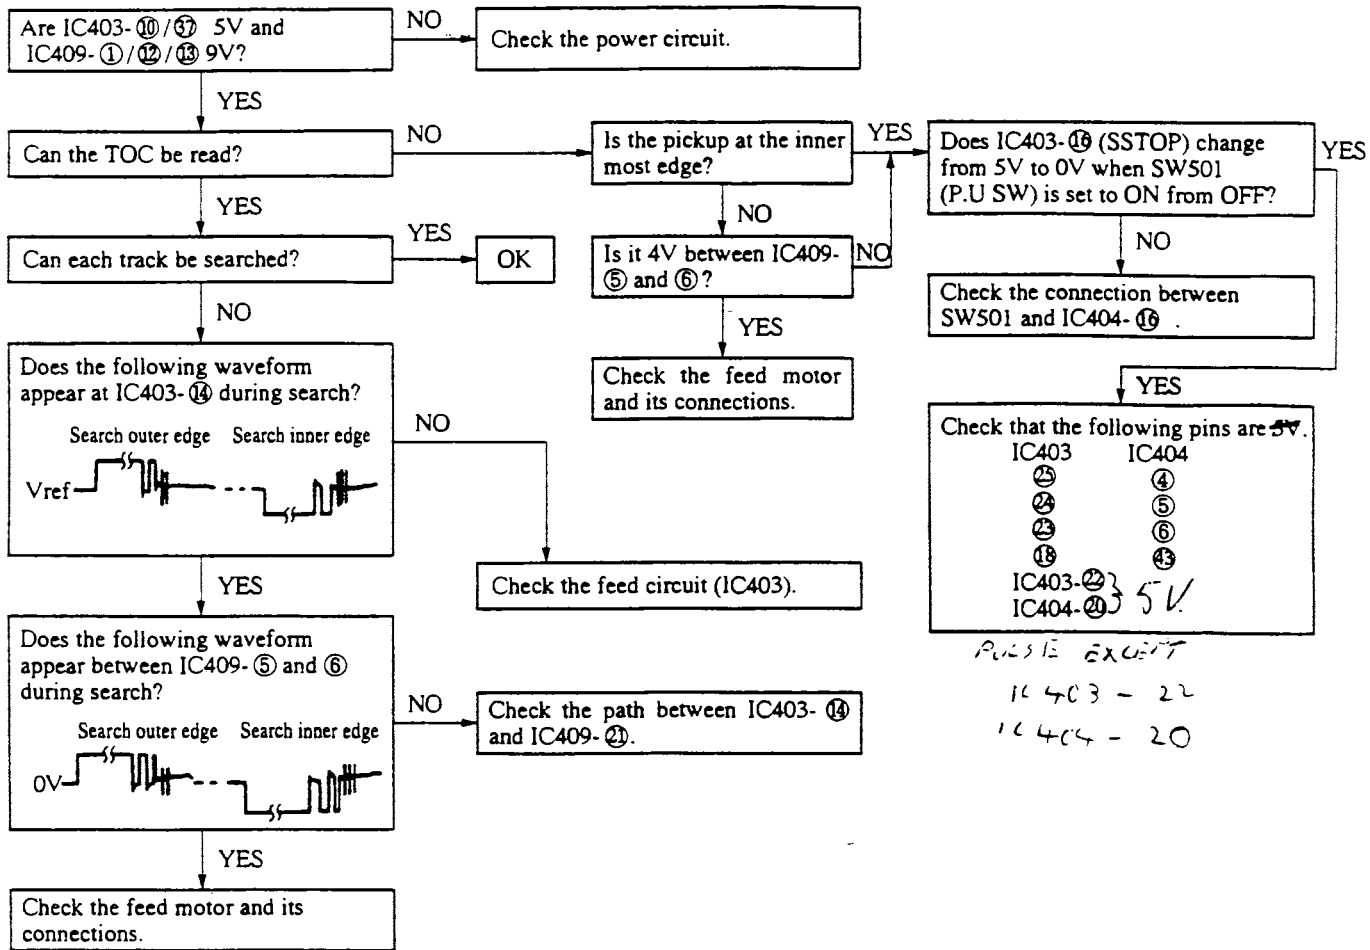 Are IC403- ⑩/㊲ 5V and
IC409- ①/⑫/⑬ 9V?
NO
Check the power circuit.
YES
Can the TOC be read?
NO
Is the pickup at the inner
most edge?
YES
Does IC403-⑯ (SSTOP) change
from 5V to 0V when SW501
(P.U SW) is set to ON from OFF?
YES
YES
NO
NO
Can each track be searched?
YES
OK
Is it 4V between IC409-
⑤ and ⑥?
NO
Check the connection between
SW501 and IC404-⑯ .
NO
YES
Does the following waveform
appear at IC403-⑭ during search?
Search outer edge Search inner edge
Vref
NO
Check the feed motor
and its connections.
YES
Check that the following pins are 5V.
IC403 IC404
㉕ ④
㉔ ⑤
㉓ ⑥
⑱ ㊸
IC403-㉒
IC404-⑳ } 5V.
PULSE EXCEPT
IC403 - 22
IC404 - 20
Check the feed circuit (IC403).
YES
Does the following waveform
appear between IC409-⑤ and ⑥
during search?
Search outer edge Search inner edge
0V
NO
Check the path between IC403- ⑭
and IC409-㉑.
YES
Check the feed motor and its
connections.